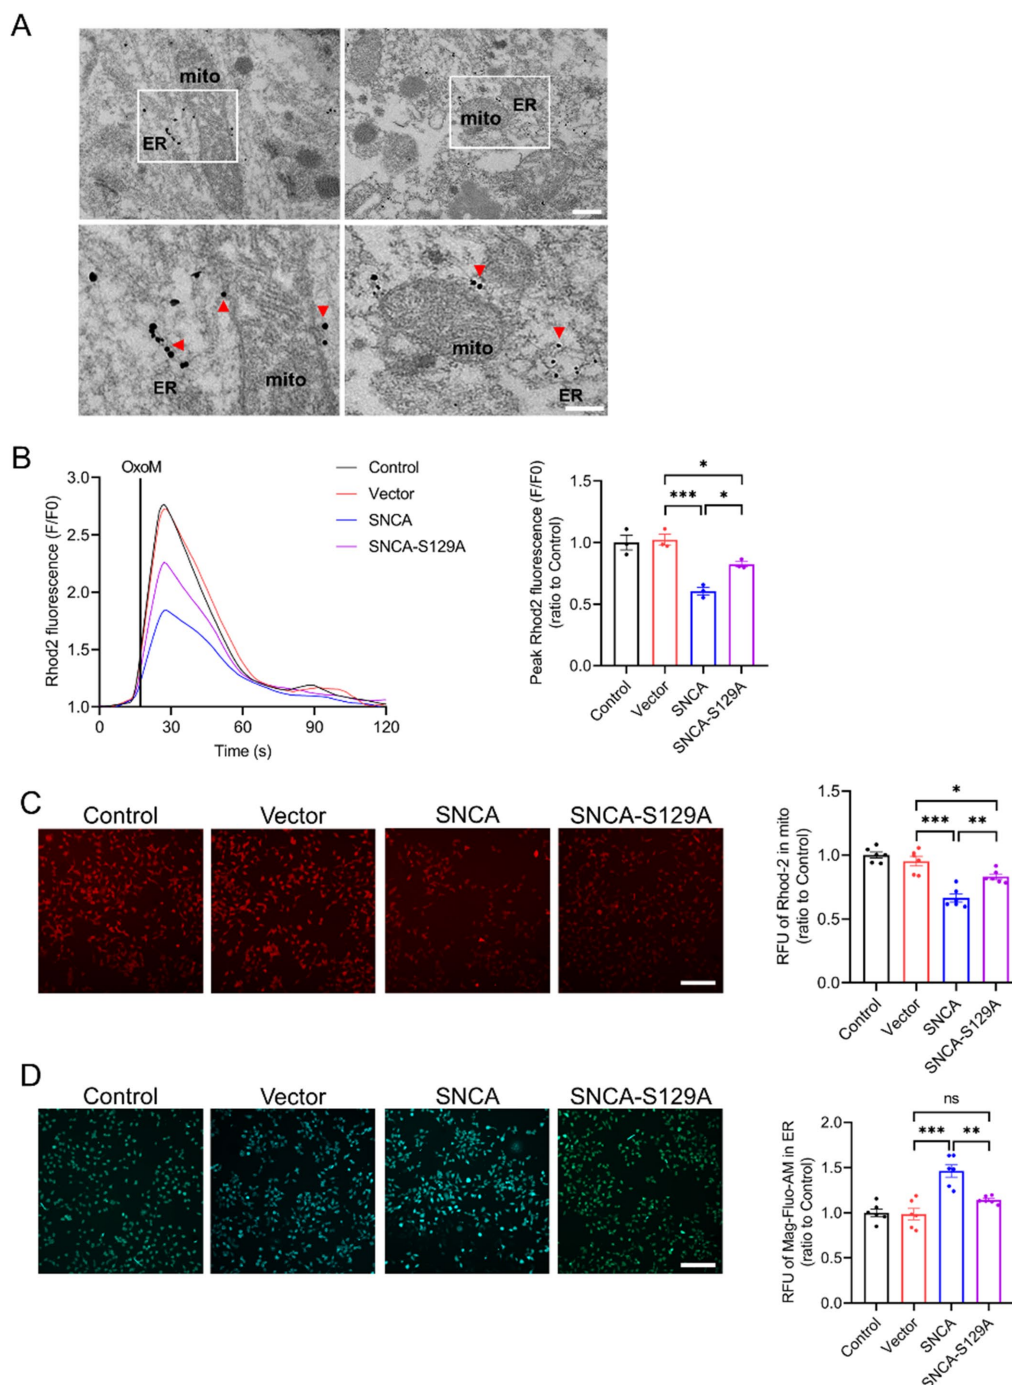 A
mito
ER
ER
mito
ER
mito
mito
ER
B
OxoM
3.0
2.5
2.0
1.5
1.0
0
30
60
90
120
Time (s)
Rhod2 fluorescence (F/F0)
Control
Vector
SNCA
SNCA-S129A
Peak Rhod2 fluorescence (F/F0)
(ratio to Control)
1.5
1.0
0.5
0.0
*
*** *
Control
Vector
SNCA
SNCA-S129A
C
Control
Vector
SNCA
SNCA-S129A
RFU of Rhod-2 in mito
(ratio to Control)
1.5
1.0
0.5
0.0
*
*** **
Control
Vector
SNCA
SNCA-S129A
D
Control
Vector
SNCA
SNCA-S129A
RFU of Mag-Fluo-AM in ER
(ratio to Control)
2.0
1.5
1.0
0.5
0.0
ns
*** **
Control
Vector
SNCA
SNCA-S129A